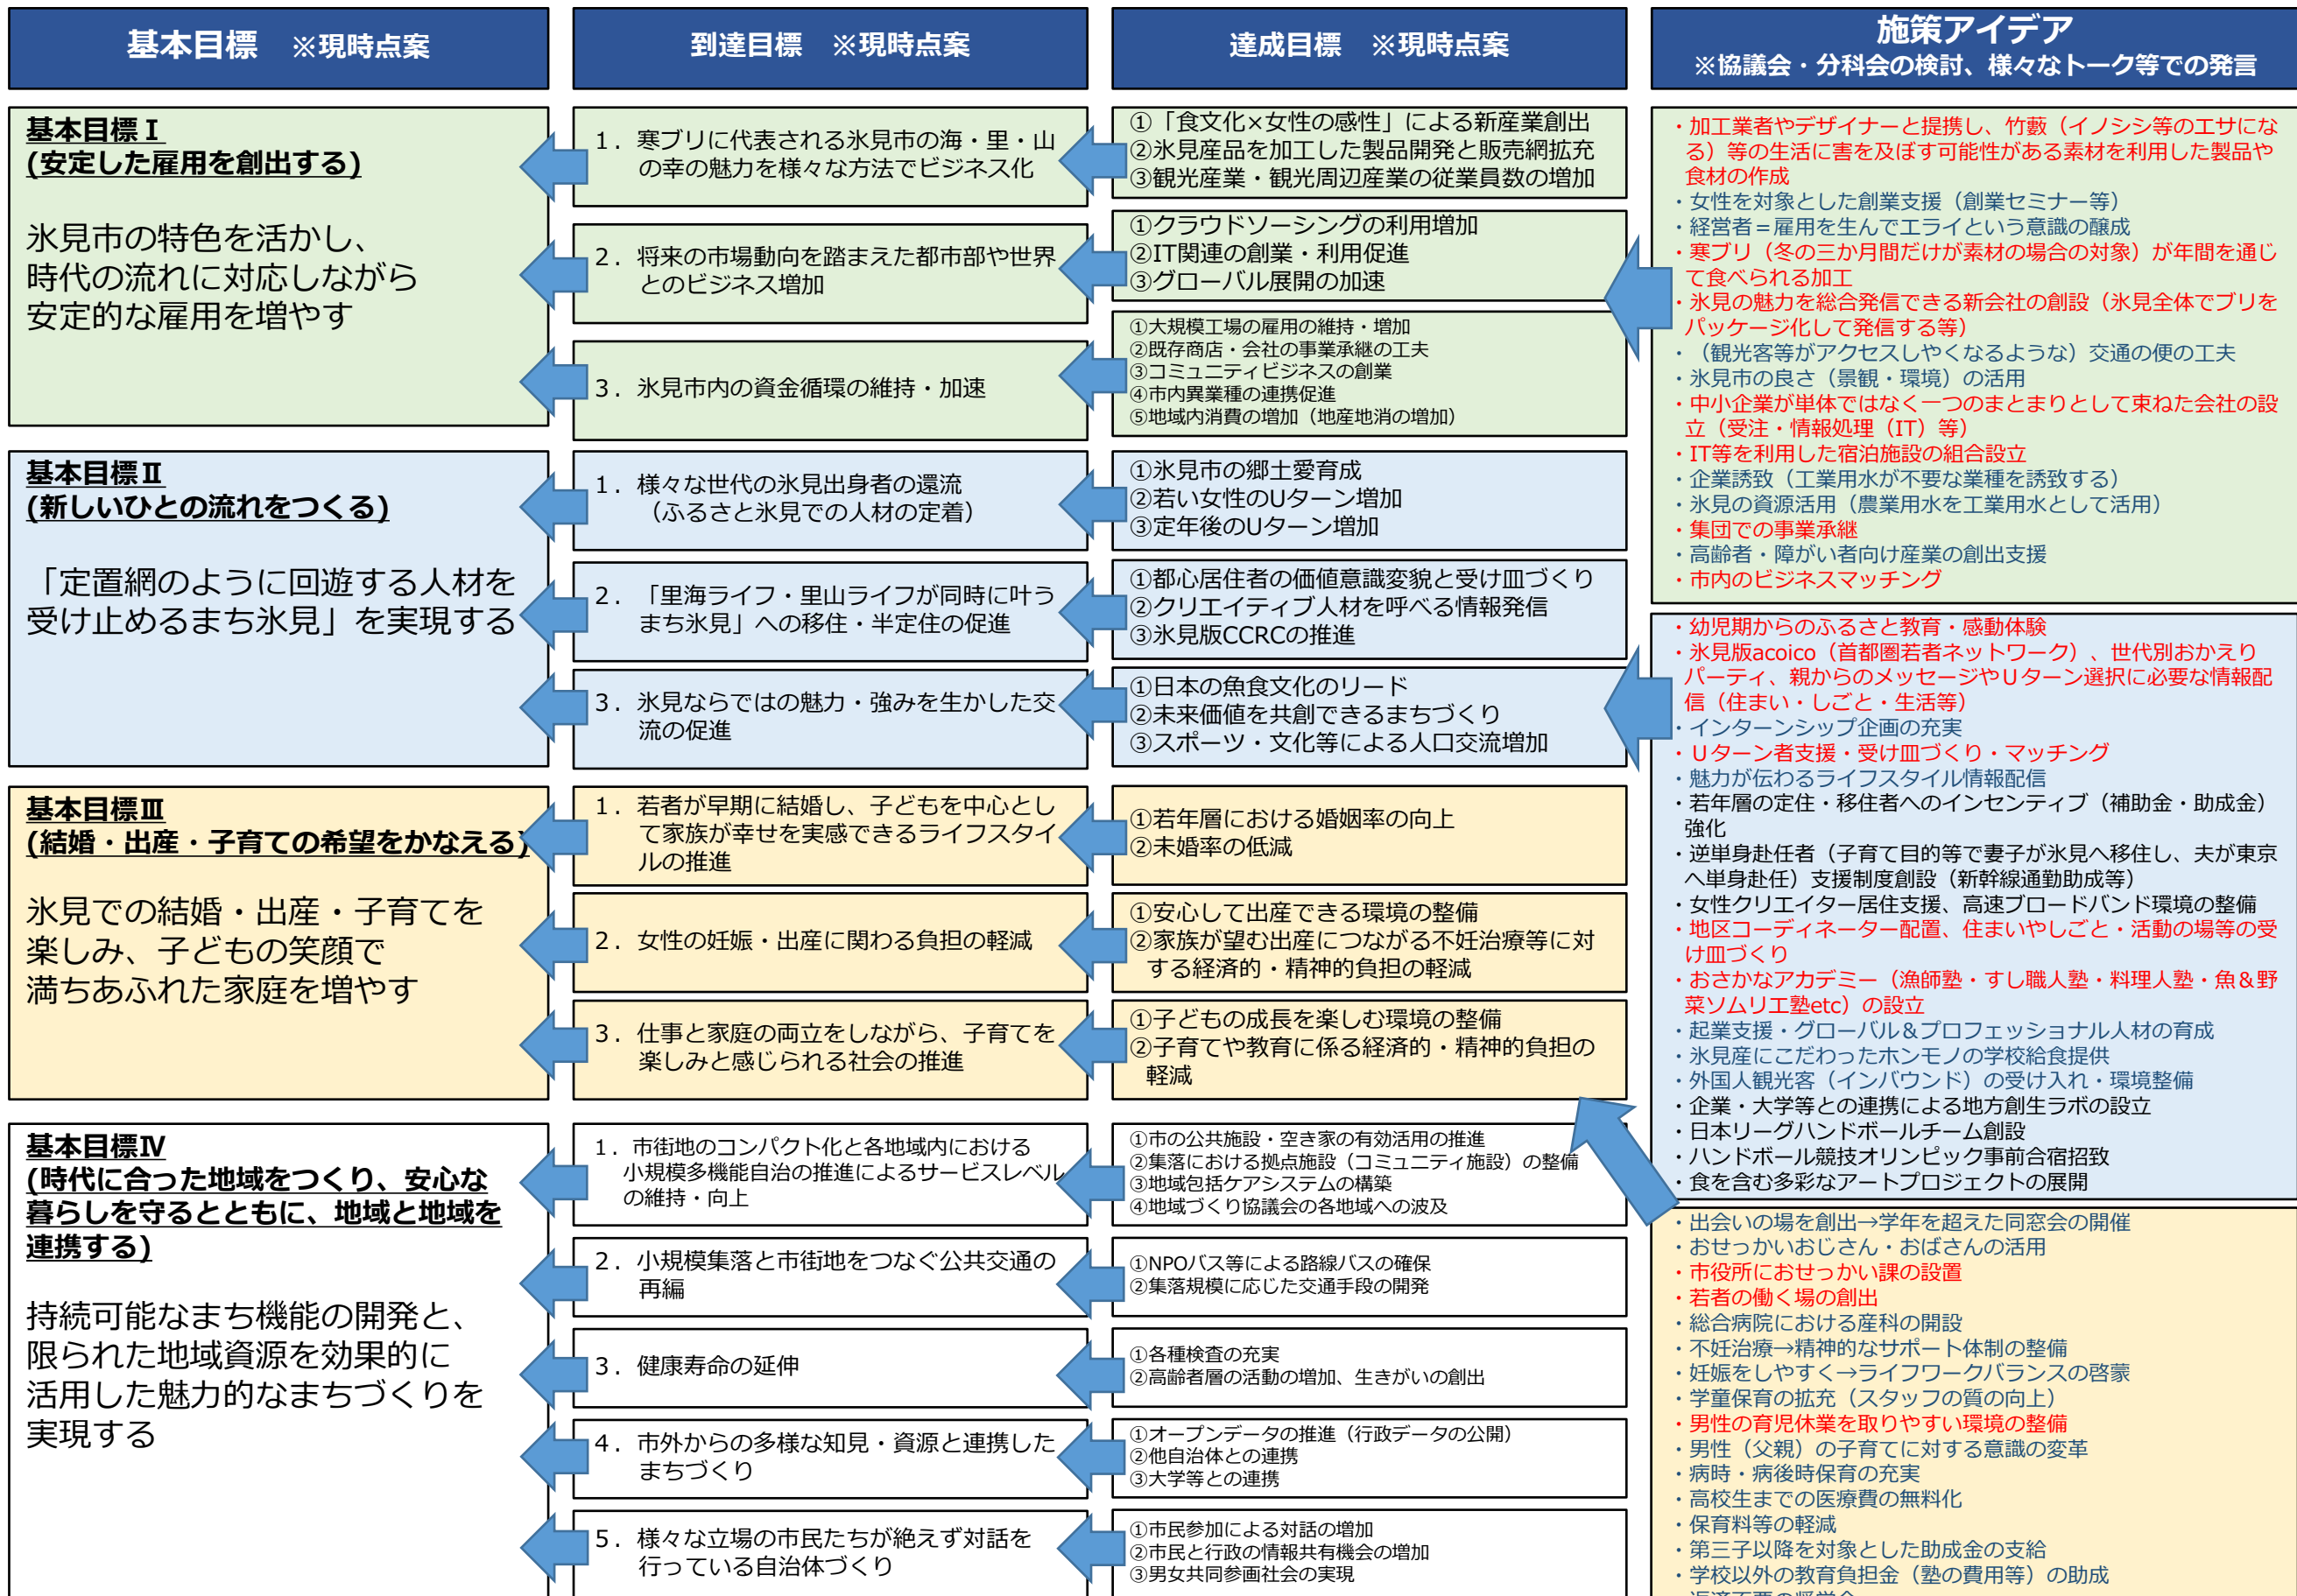 基本目標　※現時点案
到達目標　※現時点案
達成目標　※現時点案
施策アイデア
※協議会・分科会の検討、様々なトーク等での発言
基本目標Ⅰ
(安定した雇用を創出する)
氷見市の特色を活かし、
時代の流れに対応しながら
安定的な雇用を増やす
1．寒ブリに代表される氷見市の海・里・山
の幸の魅力を様々な方法でビジネス化
2．将来の市場動向を踏まえた都市部や世界
とのビジネス増加
3．氷見市内の資金循環の維持・加速
①「食文化×女性の感性」による新産業創出
②氷見産品を加工した製品開発と販売網拡充
③観光産業・観光周辺産業の従業員数の増加
①クラウドソーシングの利用増加
②IT関連の創業・利用促進
③グローバル展開の加速
①大規模工場の雇用の維持・増加
②既存商店・会社の事業承継の工夫
③コミュニティビジネスの創業
④市内異業種の連携促進
⑤地域内消費の増加（地産地消の増加）
・加工業者やデザイナーと提携し、竹藪（イノシシ等のエサにな
る）等の生活に害を及ぼす可能性がある素材を利用した製品や
食材の作成
・女性を対象とした創業支援（創業セミナー等）
・経営者＝雇用を生んでエライという意識の醸成
・寒ブリ（冬の三か月間だけが素材の場合の対象）が年間を通じ
て食べられる加工
・氷見の魅力を総合発信できる新会社の創設（氷見全体でブリを
パッケージ化して発信する等）
・（観光客等がアクセスしやくなるような）交通の便の工夫
・氷見市の良さ（景観・環境）の活用
・中小企業が単体ではなく一つのまとまりとして束ねた会社の設
立（受注・情報処理（IT）等）
・IT等を利用した宿泊施設の組合設立
・企業誘致（工業用水が不要な業種を誘致する）
・氷見の資源活用（農業用水を工業用水として活用）
・集団での事業承継
・高齢者・障がい者向け産業の創出支援
・市内のビジネスマッチング
基本目標Ⅱ
(新しいひとの流れをつくる)
「定置網のように回遊する人材を
受け止めるまち氷見」を実現する
1．様々な世代の氷見出身者の還流
（ふるさと氷見での人材の定着）
2．「里海ライフ・里山ライフが同時に叶う
まち氷見」への移住・半定住の促進
3．氷見ならではの魅力・強みを生かした交
流の促進
①氷見市の郷土愛育成
②若い女性のUターン増加
③定年後のUターン増加
①都心居住者の価値意識変貌と受け皿づくり
②クリエイティブ人材を呼べる情報発信
③氷見版CCRCの推進
①日本の魚食文化のリード
②未来価値を共創できるまちづくり
③スポーツ・文化等による人口交流増加
・幼児期からのふるさと教育・感動体験
・氷見版acoico（首都圏若者ネットワーク）、世代別おかえり
パーティ、親からのメッセージやＵターン選択に必要な情報配
信（住まい・しごと・生活等）
・インターンシップ企画の充実
・Ｕターン者支援・受け皿づくり・マッチング
・魅力が伝わるライフスタイル情報配信
・若年層の定住・移住者へのインセンティブ（補助金・助成金）
強化
・逆単身赴任者（子育て目的等で妻子が氷見へ移住し、夫が東京
へ単身赴任）支援制度創設（新幹線通勤助成等）
・女性クリエイター居住支援、高速ブロードバンド環境の整備
・地区コーディネーター配置、住まいやしごと・活動の場等の受
け皿づくり
・おさかなアカデミー（漁師塾・すし職人塾・料理人塾・魚＆野
菜ソムリエ塾etc）の設立
・起業支援・グローバル＆プロフェッショナル人材の育成
・氷見産にこだわったホンモノの学校給食提供
・外国人観光客（インバウンド）の受け入れ・環境整備
・企業・大学等との連携による地方創生ラボの設立
・日本リーグハンドボールチーム創設
・ハンドボール競技オリンピック事前合宿招致
・食を含む多彩なアートプロジェクトの展開
基本目標Ⅲ
(結婚・出産・子育ての希望をかなえる)
氷見での結婚・出産・子育てを
楽しみ、子どもの笑顔で
満ちあふれた家庭を増やす
1．若者が早期に結婚し、子どもを中心とし
て家族が幸せを実感できるライフスタイ
ルの推進
2．女性の妊娠・出産に関わる負担の軽減
3．仕事と家庭の両立をしながら、子育てを
楽しみと感じられる社会の推進
①若年層における婚姻率の向上
②未婚率の低減
①安心して出産できる環境の整備
②家族が望む出産につながる不妊治療等に対
する経済的・精神的負担の軽減
①子どもの成長を楽しむ環境の整備
②子育てや教育に係る経済的・精神的負担の
軽減
基本目標Ⅳ
(時代に合った地域をつくり、安心な
暮らしを守るとともに、地域と地域を
連携する)
持続可能なまち機能の開発と、
限られた地域資源を効果的に
活用した魅力的なまちづくりを
実現する
1．市街地のコンパクト化と各地域内における
小規模多機能自治の推進によるサービスレベル
の維持・向上
2．小規模集落と市街地をつなぐ公共交通の
再編
3．健康寿命の延伸
4．市外からの多様な知見・資源と連携した
まちづくり
5．様々な立場の市民たちが絶えず対話を
行っている自治体づくり
①市の公共施設・空き家の有効活用の推進
②集落における拠点施設（コミュニティ施設）の整備
③地域包括ケアシステムの構築
④地域づくり協議会の各地域への波及
①NPOバス等による路線バスの確保
②集落規模に応じた交通手段の開発
①各種検査の充実
②高齢者層の活動の増加、生きがいの創出
①オープンデータの推進（行政データの公開）
②他自治体との連携
③大学等との連携
①市民参加による対話の増加
②市民と行政の情報共有機会の増加
③男女共同参画社会の実現
・出会いの場を創出→学年を超えた同窓会の開催
・おせっかいおじさん・おばさんの活用
・市役所におせっかい課の設置
・若者の働く場の創出
・総合病院における産科の開設
・不妊治療→精神的なサポート体制の整備
・妊娠をしやすく→ライフワークバランスの啓蒙
・学童保育の拡充（スタッフの質の向上）
・男性の育児休業を取りやすい環境の整備
・男性（父親）の子育てに対する意識の変革
・病時・病後時保育の充実
・高校生までの医療費の無料化
・保育料等の軽減
・第三子以降を対象とした助成金の支給
・学校以外の教育負担金（塾の費用等）の助成